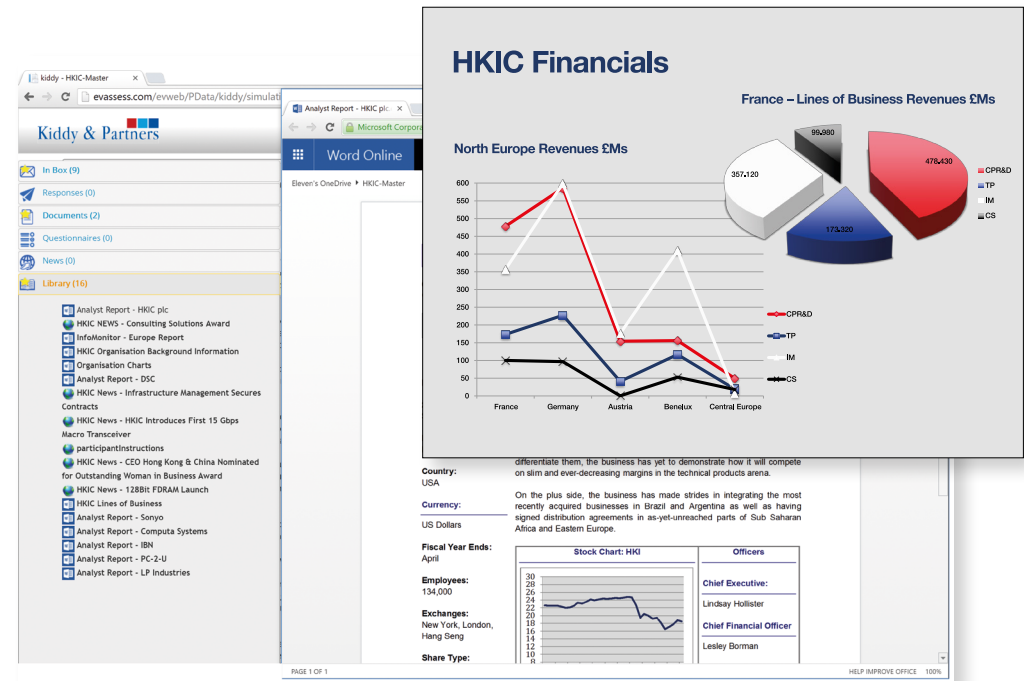 kiddy - HKIC-Master
evassess.com/evweb/PData/kiddy/simulati
Kiddy & Partners
In Box (9)
Responses (0)
Documents (2)
Questionnaires (0)
News (0)
Library (16)
Analyst Report - HKIC plc
HKIC NEWS - Consulting Solutions Award
InfoMonitor - Europe Report
HKIC Organisation Background Information
Organisation Charts
Analyst Report - DSC
HKIC News - Infrastructure Management Secures
Contracts
HKIC News - HKIC Introduces First 15 Gbps
Macro Transceiver
participantInstructions
HKIC News - CEO Hong Kong & China Nominated
for Outstanding Woman in Business Award
HKIC News - 128Bit FDRAM Launch
HKIC Lines of Business
Analyst Report - Sonyo
Analyst Report - Computa Systems
Analyst Report - IBN
Analyst Report - PC-2-U
Analyst Report - LP Industries
Analyst Report - HKIC plc
Microsoft Corpora
Word Online
Eleven's OneDrive HKIC-Master
HKIC Financials
North Europe Revenues £Ms
600
550
500
450
400
350
300
250
200
150
100
50
0
France Germany Austria Benelux Central Europe
CPR&D
TP
IM
CS
France – Lines of Business Revenues £Ms
99.980
478.430
357.120
173.320
CPR&D
TP
IM
CS
Country:
USA
Currency:
US Dollars
Fiscal Year Ends:
April
Employees:
134,000
Exchanges:
New York, London,
Hang Seng
Share Type:
differentiate them, the business has yet to demonstrate how it will compete
on slim and ever-decreasing margins in the technical products arena.
On the plus side, the business has made strides in integrating the most
recently acquired businesses in Brazil and Argentina as well as having
signed distribution agreements in as-yet-unreached parts of Sub Saharan
Africa and Eastern Europe.
Stock Chart: HKI
30
28
26
24
22
20
18
16
14
12
10
8
Officers
Chief Executive:
Lindsay Hollister
Chief Financial Officer
Lesley Borman
PAGE 1 OF 1
HELP IMPROVE OFFICE 100%